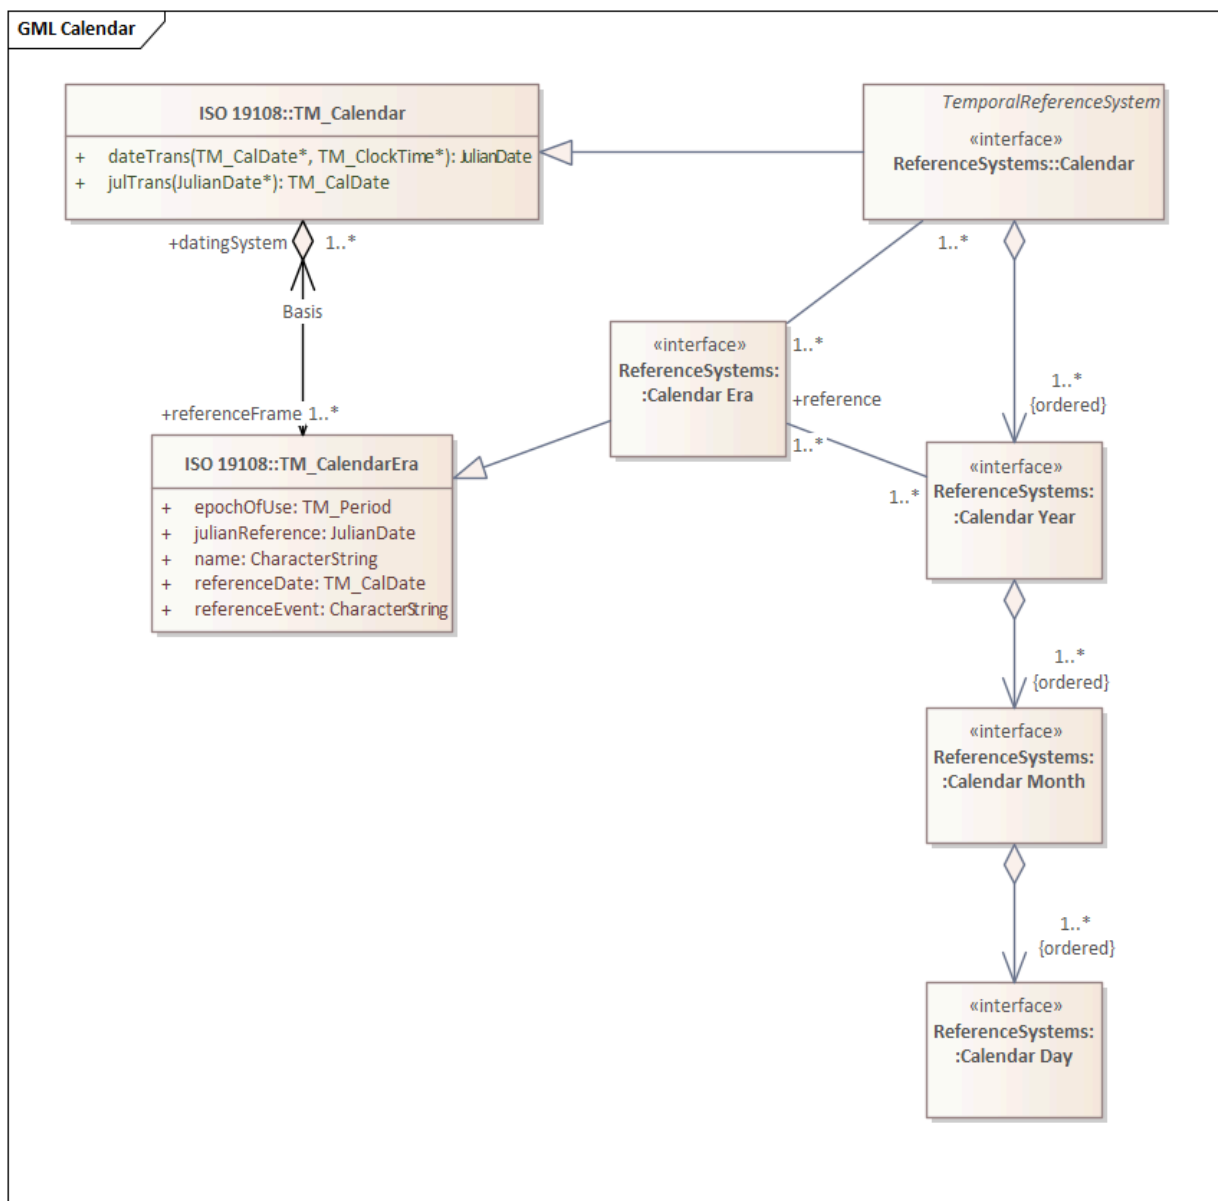 GML Calendar
ISO 19108::TM_Calendar
+ dateTrans(TM_CalDate*, TM_ClockTime*): JulianDate
+ julTrans(JulianDate*): TM_CalDate
TemporalReferenceSystem
«interface»
ReferenceSystems::Calendar
+datingSystem 1..*
1..*
Basis
«interface»
ReferenceSystems:
:Calendar Era
1..*
+reference
1..*
1..*
{ordered}
+referenceFrame 1..*
ISO 19108::TM_CalendarEra
+ epochOfUse: TM_Period
+ julianReference: JulianDate
+ name: CharacterString
+ referenceDate: TM_CalDate
+ referenceEvent: CharacterString
1..*
«interface»
ReferenceSystems:
:Calendar Year
1..*
{ordered}
«interface»
ReferenceSystems:
:Calendar Month
1..*
{ordered}
«interface»
ReferenceSystems:
:Calendar Day